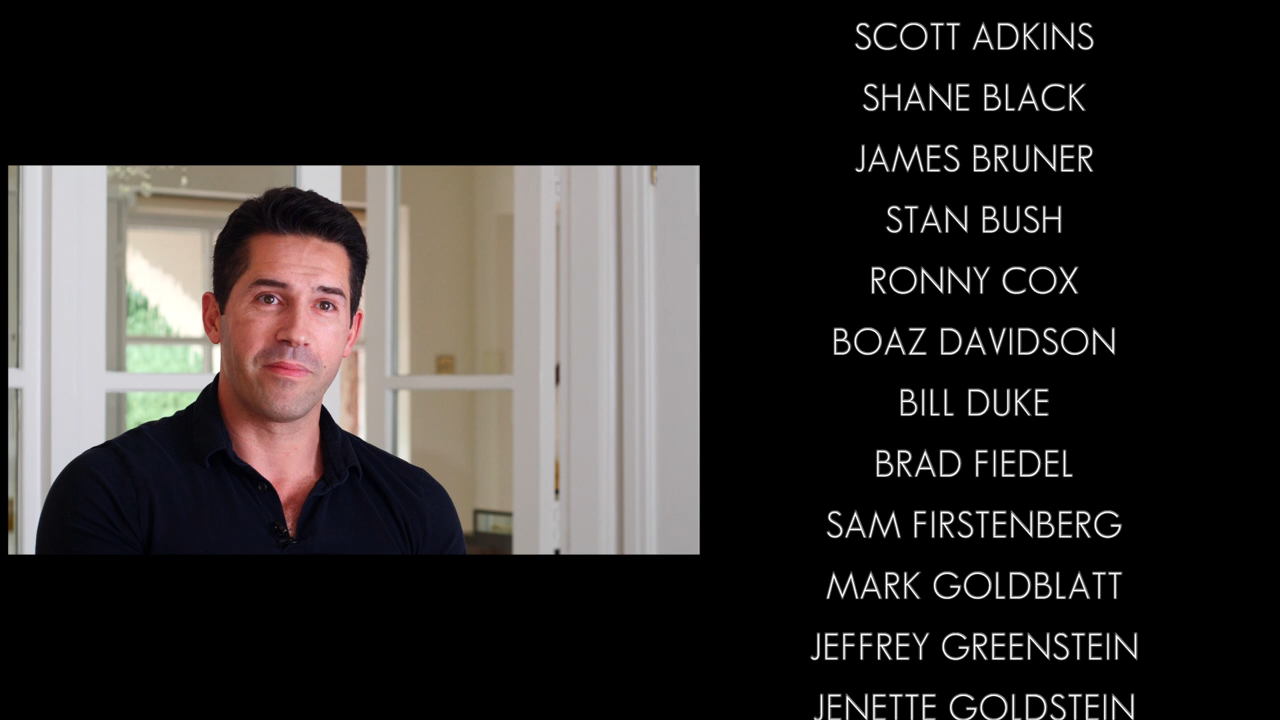 SCOTT ADKINS
SHANE BLACK
JAMES BRUNER
STAN BUSH
RONNY COX
BOAZ DAVIDSON
BILL DUKE
BRAD FIEDEL
SAM FIRSTENBERG
MARK GOLDBLATT
JEFFREY GREENSTEIN
JENETTE GOLDSTEIN